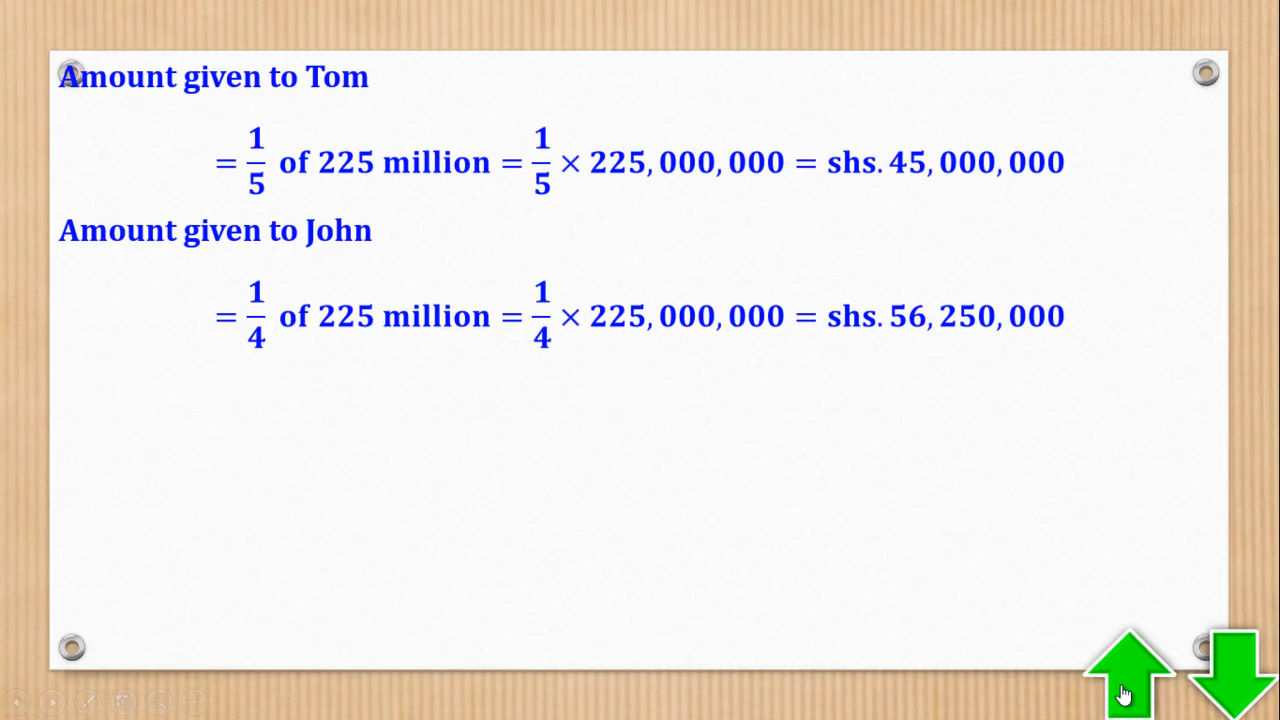 Amount given to Tom
= 1/5 of 225 million = 1/5 × 225,000,000 = shs. 45,000,000
Amount given to John
= 1/4 of 225 million = 1/4 × 225,000,000 = shs. 56,250,000